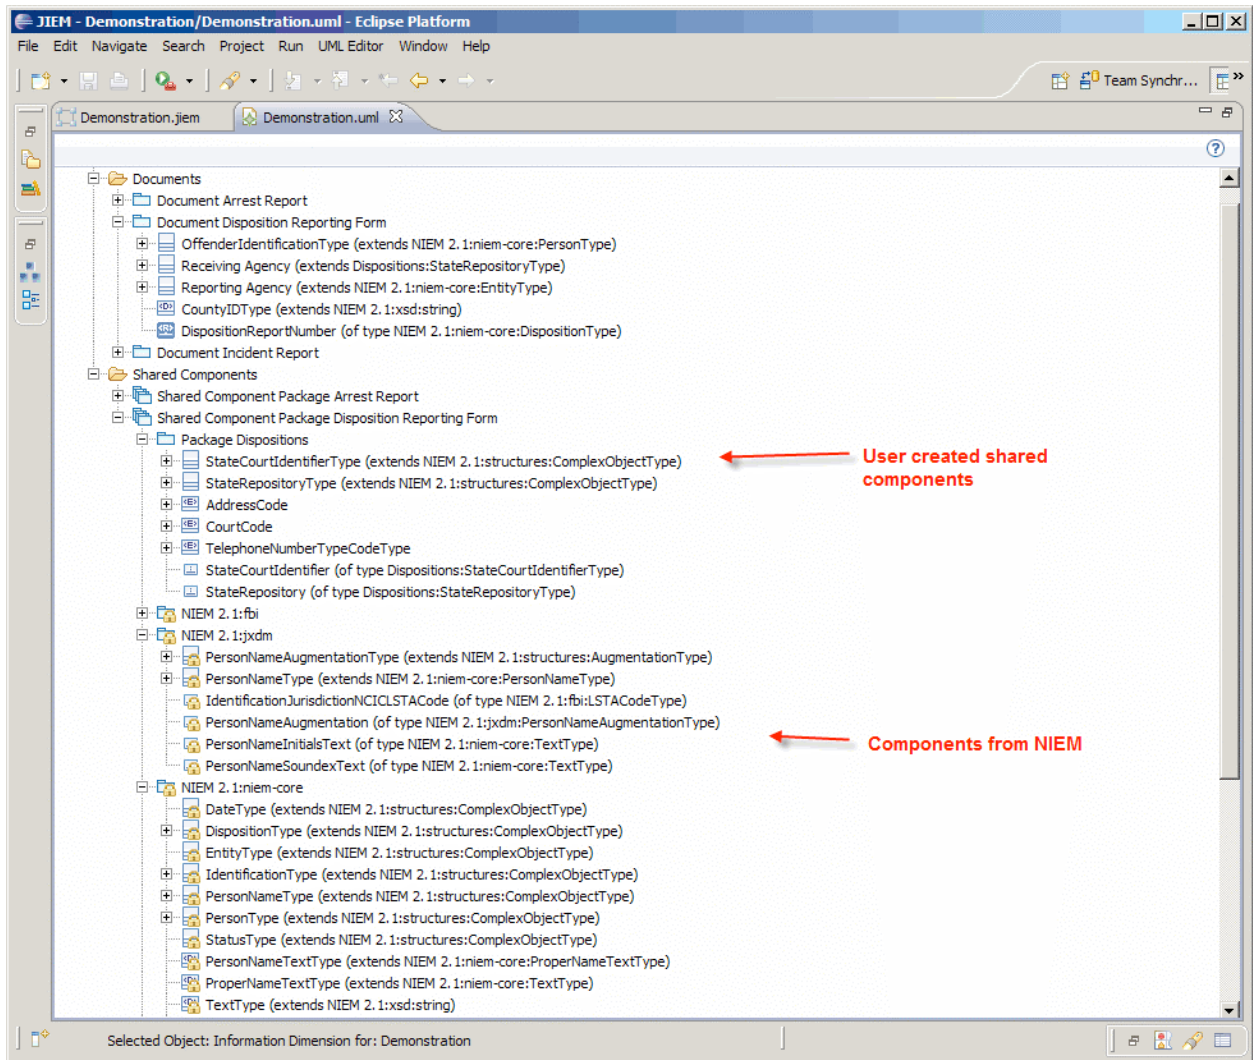 JIEM - Demonstration/Demonstration.uml - Eclipse Platform
File Edit Navigate Search Project Run UML Editor Window Help
Team Synchr...
Demonstration.jiem Demonstration.uml
Documents
Document Arrest Report
Document Disposition Reporting Form
OffenderIdentificationType (extends NIEM 2.1:niem-core:PersonType)
Receiving Agency (extends Dispositions:StateRepositoryType)
Reporting Agency (extends NIEM 2.1:niem-core:EntityType)
CountyIDType (extends NIEM 2.1:xsd:string)
DispositionReportNumber (of type NIEM 2.1:niem-core:DispositionType)
Document Incident Report
Shared Components
Shared Component Package Arrest Report
Shared Component Package Disposition Reporting Form
Package Dispositions
StateCourtIdentifierType (extends NIEM 2.1:structures:ComplexObjectType)
User created shared components
StateRepositoryType (extends NIEM 2.1:structures:ComplexObjectType)
AddressCode
CourtCode
TelephoneNumberTypeCodeType
StateCourtIdentifier (of type Dispositions:StateCourtIdentifierType)
StateRepository (of type Dispositions:StateRepositoryType)
NIEM 2.1:fbi
NIEM 2.1:jxdm
PersonNameAugmentationType (extends NIEM 2.1:structures:AugmentationType)
PersonNameType (extends NIEM 2.1:niem-core:PersonNameType)
IdentificationJurisdictionNCICLSTACode (of type NIEM 2.1:fbi:LSTACodeType)
PersonNameAugmentation (of type NIEM 2.1:jxdm:PersonNameAugmentationType)
PersonNameInitialsText (of type NIEM 2.1:niem-core:TextType)
Components from NIEM
PersonNameSoundexText (of type NIEM 2.1:niem-core:TextType)
NIEM 2.1:niem-core
DateType (extends NIEM 2.1:structures:ComplexObjectType)
DispositionType (extends NIEM 2.1:structures:ComplexObjectType)
EntityType (extends NIEM 2.1:structures:ComplexObjectType)
IdentificationType (extends NIEM 2.1:structures:ComplexObjectType)
PersonNameType (extends NIEM 2.1:structures:ComplexObjectType)
PersonType (extends NIEM 2.1:structures:ComplexObjectType)
StatusType (extends NIEM 2.1:structures:ComplexObjectType)
PersonNameTextType (extends NIEM 2.1:niem-core:ProperNameTextType)
ProperNameTextType (extends NIEM 2.1:niem-core:TextType)
TextType (extends NIEM 2.1:xsd:string)
Selected Object: Information Dimension for: Demonstration